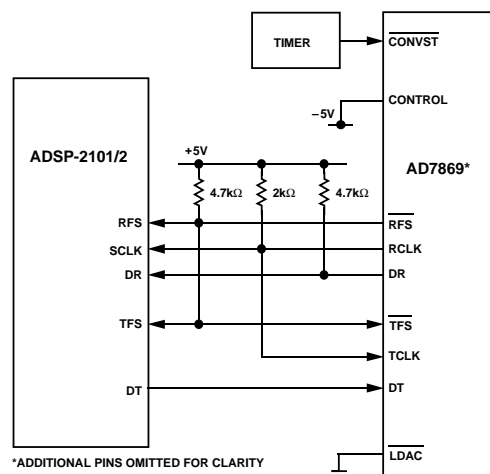 TIMER
CONVST
CONTROL
–5V
ADSP-2101/2
AD7869*
+5V
4.7kΩ
2kΩ
4.7kΩ
RFS
RFS
SCLK
RCLK
DR
DR
TFS
TFS
TCLK
DT
DT
LDAC
*ADDITIONAL PINS OMITTED FOR CLARITY